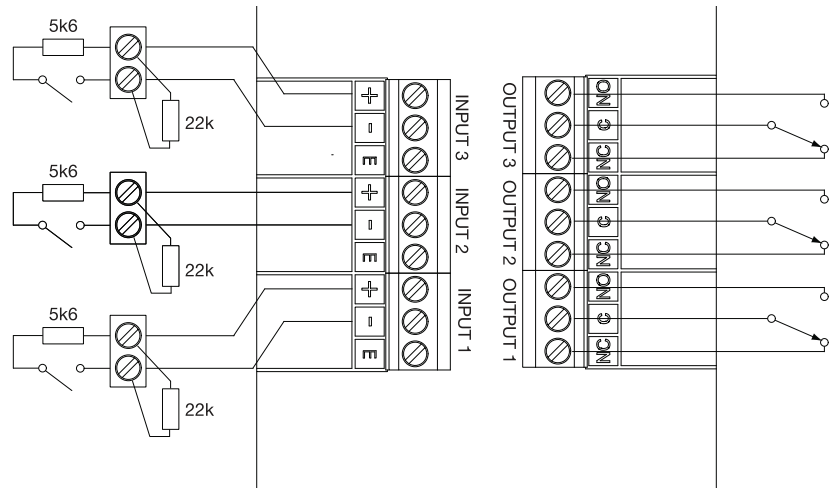 5k6
22k
+
−
E
INPUT 3
5k6
22k
+
−
E
INPUT 2
5k6
22k
+
−
E
INPUT 1
OUTPUT 3
NO
C
NC
OUTPUT 2
NO
C
NC
OUTPUT 1
NO
C
NC